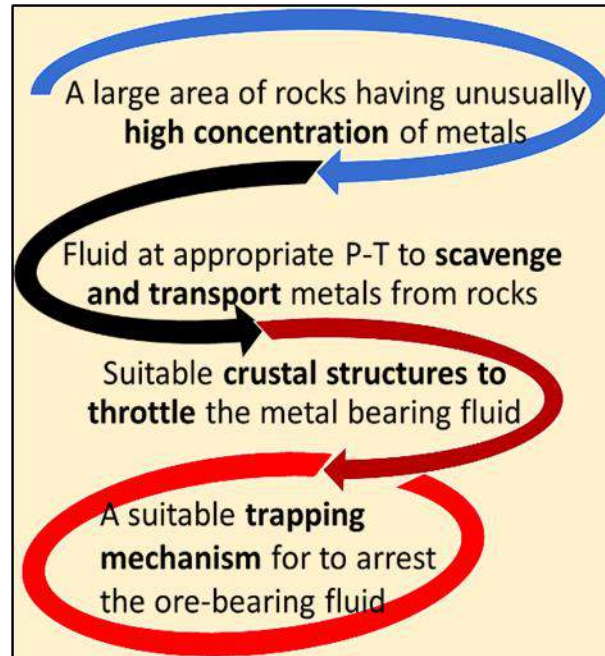 A large area of rocks having unusually
high concentration of metals
Fluid at appropriate P-T to scavenge
and transport metals from rocks
Suitable crustal structures to
throttle the metal bearing fluid
A suitable trapping
mechanism for to arrest
the ore-bearing fluid